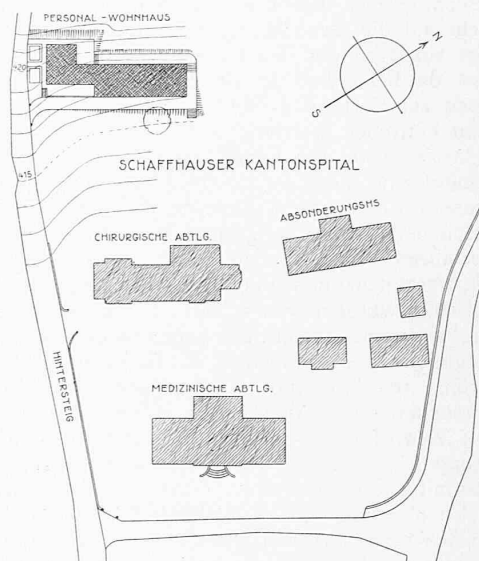 PERSONAL - WOHNHAUS
N
S
420
SCHAFFHAUSER KANTONSPITAL
415
ABSONDERUNGSHS
CHIRURGISCHE ABTLG.
HINTERSTEIG
MEDIZINISCHE ABTLG.